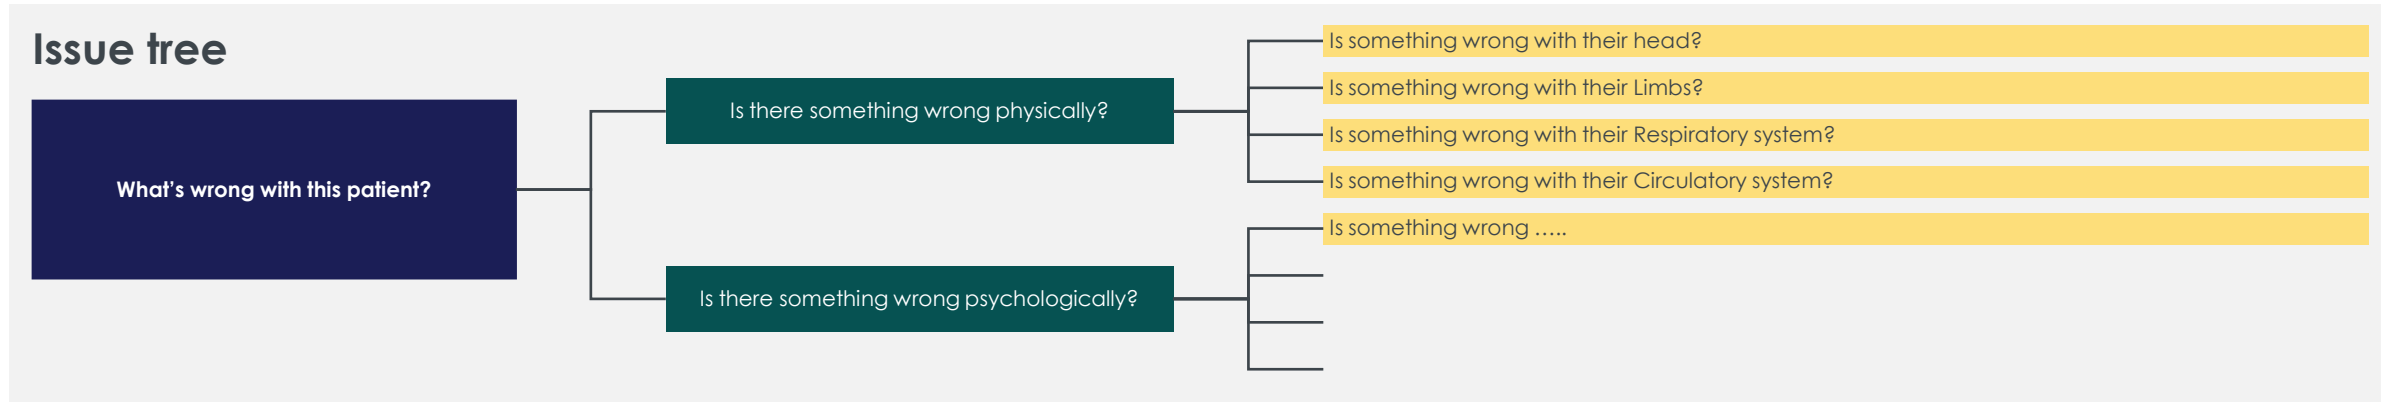 Issue tree
What's wrong with this patient?
Is there something wrong physically?
Is something wrong with their head?
Is something wrong with their Limbs?
Is something wrong with their Respiratory system?
Is something wrong with their Circulatory system?
Is there something wrong psychologically?
Is something wrong …..